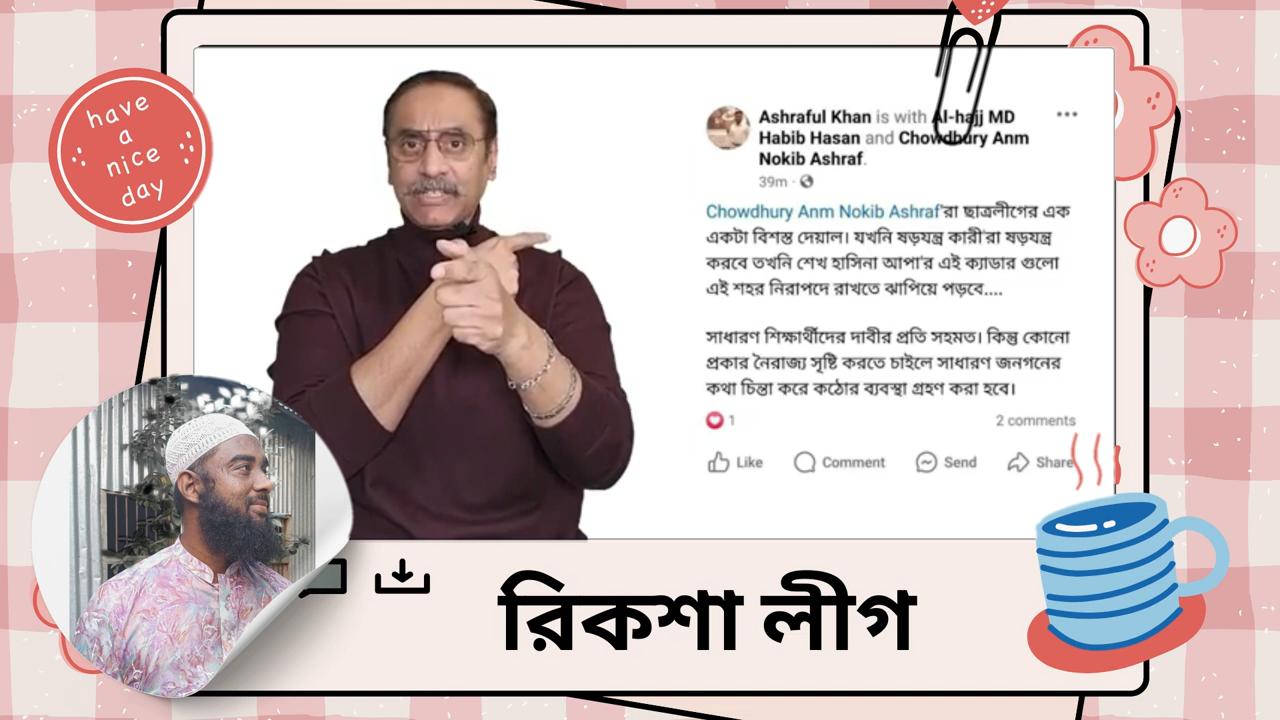 have
a
nice
day
Ashraful Khan is with Al-hajj MD
Habib Hasan and Chowdhury Anm
Nokib Ashraf.
39m ·
Chowdhury Anm Nokib Ashraf'রা ছাত্রলীগের এক
একটা বিশস্ত দেয়াল। যখনি ষড়যন্ত্র কারী'রা ষড়যন্ত্র
করবে তখনি শেখ হাসিনা আপা'র এই ক্যাডার গুলো
এই শহর নিরাপদে রাখতে ঝাপিয়ে পড়বে....
সাধারণ শিক্ষার্থীদের দাবীর প্রতি সহমত। কিন্তু কোনো
প্রকার নৈরাজ্য সৃষ্টি করতে চাইলে সাধারণ জনগনের
কথা চিন্তা করে কঠোর ব্যবস্থা গ্রহণ করা হবে।
1 2 comments
Like Comment Send Share
রিকশা লীগ